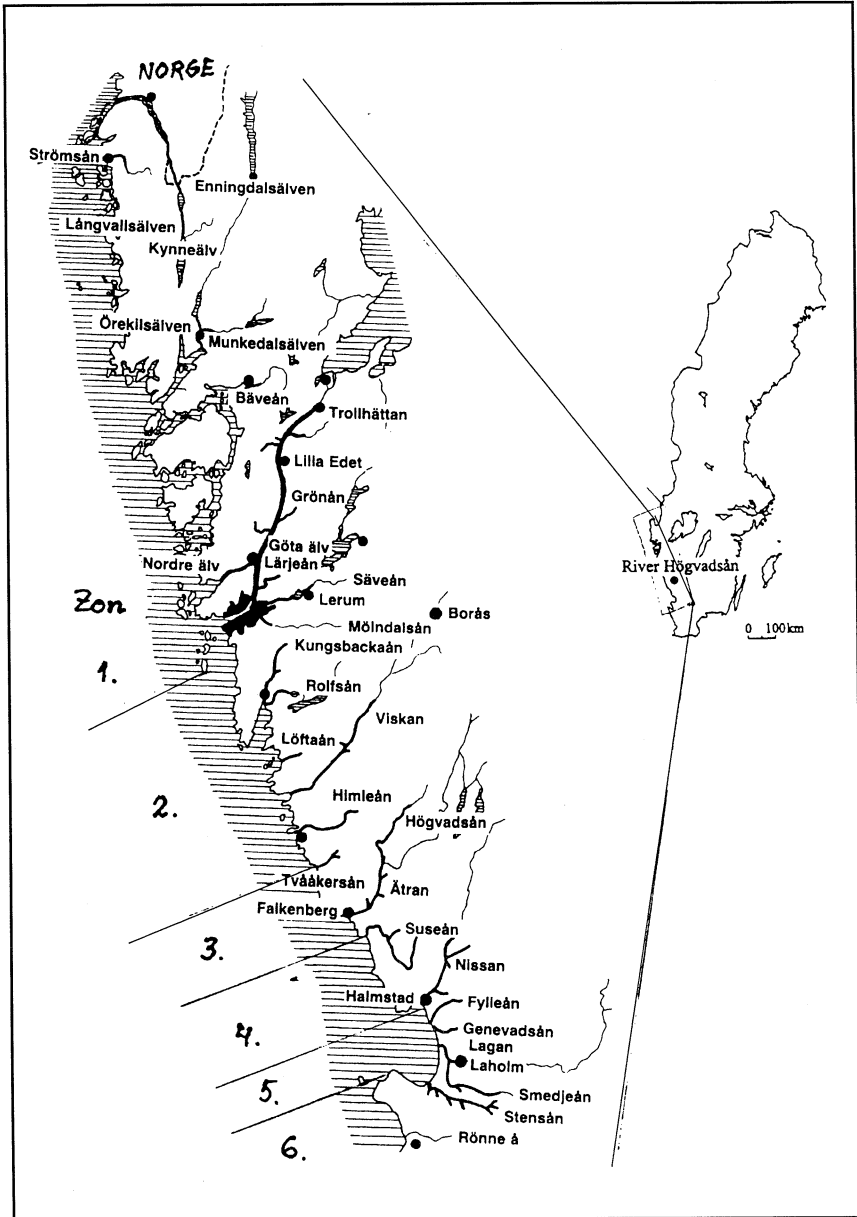 NORGE
Strömsån
Enningdalsälven
Långvallsälven
Kynneälv
Örekilsälven
Munkedalsälven
Bäveån
Trollhättan
Lilla Edet
Grönån
Göta älv
Nordre älv
Lärjeån
Säveån
Lerum
Zon
Borås
Mölndalsån
Kungsbackaån
1.
Rolfsån
Viskan
Löftaån
2.
Himleån
Högvadsån
Tvååkersån
Ätran
Falkenberg
Suseån
3.
Nissan
Halmstad
Fylleån
4.
Genevadsån
Lagan
Laholm
5.
Smedjeån
Stensån
6.
Rönne å
River Högvadsån
0 100km